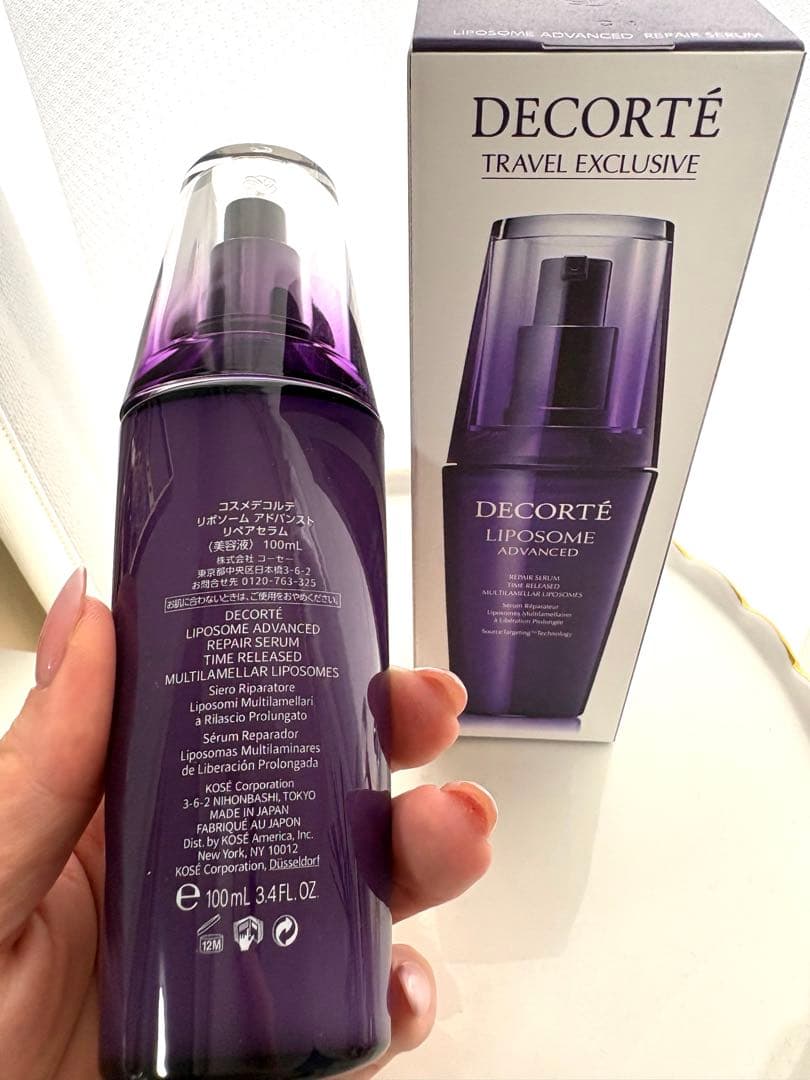 コスメデコルテ
リポソーム アドバンスト
リペアセラム
〈美容液〉 100mL
株式会社 コーセー
東京都中央区日本橋3-6-2
お問合せ先 0120-763-325
お肌に合わないときは、ご使用をおやめください。
DECORTÉ
LIPOSOME ADVANCED
REPAIR SERUM
TIME RELEASED
MULTILAMELLAR LIPOSOMES
Siero Riparatore
Liposomi Multilamellari
a Rilascio Prolungato
Sérum Reparador
Liposomas Multilaminares
de Liberación Prolongada
KOSÉ Corporation
3-6-2 NIHONBASHI, TOKYO
MADE IN JAPAN
FABRIQUÉ AU JAPON
Dist. by KOSÉ America, Inc.
New York, NY 10012
KOSÉ Corporation, Düsseldorf
e 100mL 3.4FL.OZ.
12M
LIPOSOME ADVANCED REPAIR SERUM
DECORTÉ
TRAVEL EXCLUSIVE
DECORTÉ
LIPOSOME
ADVANCED
REPAIR SERUM
TIME RELEASED
MULTILAMELLAR LIPOSOMES
Sérum Réparateur
Liposomes Multilamellaires
à Libération Prolongée
SourceTargeting™Technology